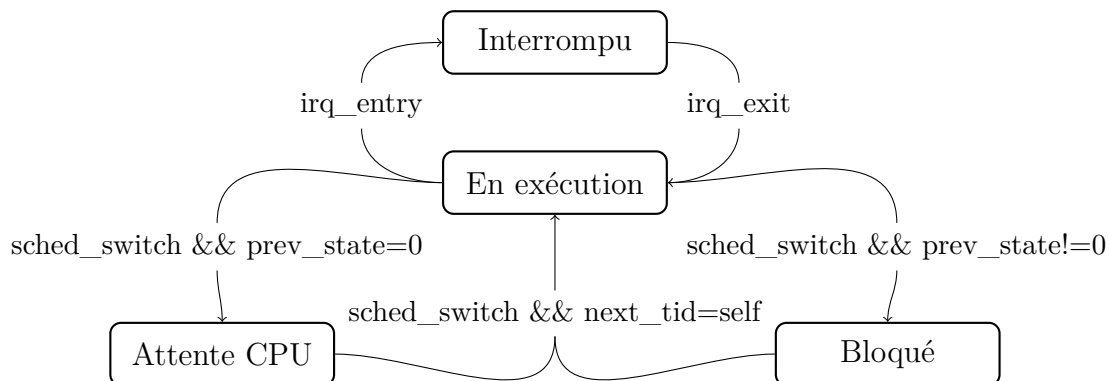 Interrompu
irq_entry
irq_exit
En exécution
sched_switch && prev_state=0
sched_switch && prev_state!=0
sched_switch && next_tid=self
Attente CPU
Bloqué